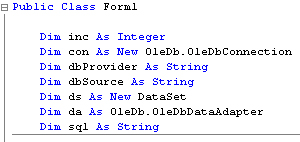 Public Class Form1
Dim inc As Integer
Dim con As New OleDb.OleDbConnection
Dim dbProvider As String
Dim dbSource As String
Dim ds As New DataSet
Dim da As OleDb.OleDbDataAdapter
Dim sql As String